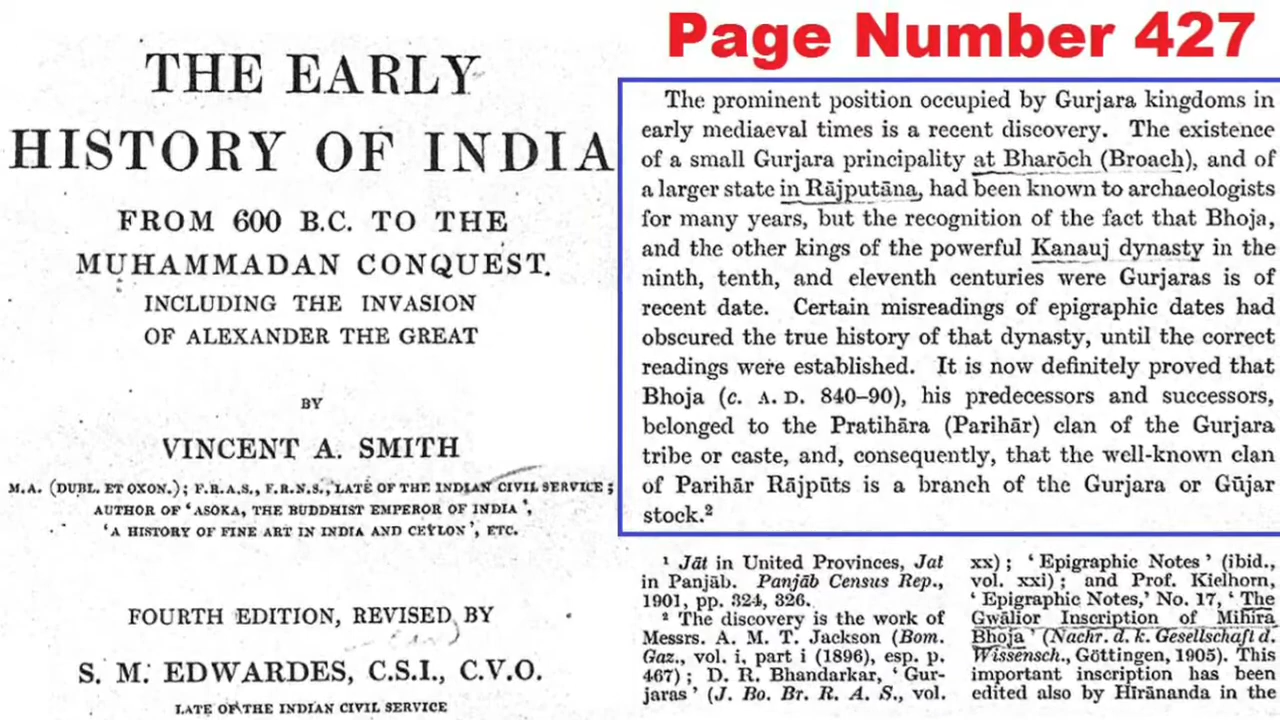 THE EARLY
HISTORY OF INDIA
FROM 600 B.C. TO THE
MUHAMMADAN CONQUEST.
INCLUDING THE INVASION
OF ALEXANDER THE GREAT
BY
VINCENT A. SMITH
M.A. (DUBL. ET OXON.); F.R.A.S., F.R.N.S., LATE OF THE INDIAN CIVIL SERVICE;
AUTHOR OF 'ASOKA, THE BUDDHIST EMPEROR OF INDIA',
'A HISTORY OF FINE ART IN INDIA AND CEYLON', ETC.
FOURTH EDITION, REVISED BY
S. M. EDWARDES, C.S.I., C.V.O.
LATE OF THE INDIAN CIVIL SERVICE
Page Number 427
The prominent position occupied by Gurjara kingdoms in
early mediaeval times is a recent discovery. The existence
of a small Gurjara principality at Bharōch (Broach), and of
a larger state in Rājputāna, had been known to archaeologists
for many years, but the recognition of the fact that Bhoja,
and the other kings of the powerful Kanauj dynasty in the
ninth, tenth, and eleventh centuries were Gurjaras is of
recent date. Certain misreadings of epigraphic dates had
obscured the true history of that dynasty, until the correct
readings were established. It is now definitely proved that
Bhoja (c. A. D. 840–90), his predecessors and successors,
belonged to the Pratihāra (Parihār) clan of the Gurjara
tribe or caste, and, consequently, that the well-known clan
of Parihār Rājpūts is a branch of the Gurjara or Gūjar
stock.²
¹ Jāt in United Provinces, Jat
in Panjāb. Panjāb Census Rep.,
1901, pp. 324, 326.
² The discovery is the work of
Messrs. A. M. T. Jackson (Bom.
Gaz., vol. i, part i (1896), esp. p.
467); D. R. Bhandarkar, 'Gur-
jaras' (J. Bo. Br. R. A. S., vol.
xx); 'Epigraphic Notes' (ibid.,
vol. xxi); and Prof. Kielhorn,
'Epigraphic Notes,' No. 17, 'The
Gwālior Inscription of Mihira
Bhoja' (Nachr. d. k. Gesellschaft d.
Wissensch., Göttingen, 1905). This
important inscription has been
edited also by Hīrānanda in the